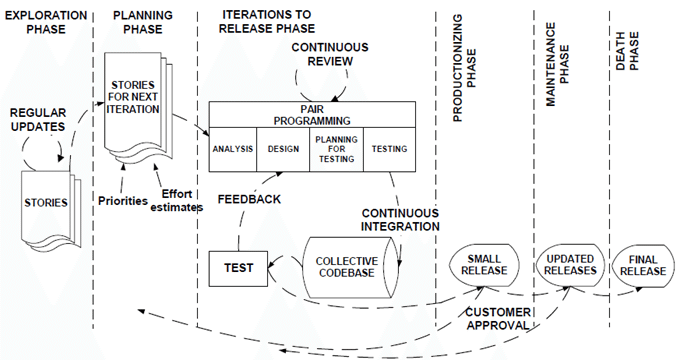 EXPLORATION
PHASE
PLANNING
PHASE
ITERATIONS TO
RELEASE PHASE
PRODUCTIONIZING
PHASE
MAINTENANCE
PHASE
DEATH
PHASE
REGULAR
UPDATES
STORIES
STORIES
FOR NEXT
ITERATION
Priorities
Effort
estimates
CONTINUOUS
REVIEW
PAIR
PROGRAMMING
ANALYSIS
DESIGN
PLANNING
FOR
TESTING
TESTING
FEEDBACK
CONTINUOUS
INTEGRATION
TEST
COLLECTIVE
CODEBASE
SMALL
RELEASE
UPDATED
RELEASES
FINAL
RELEASE
CUSTOMER
APPROVAL